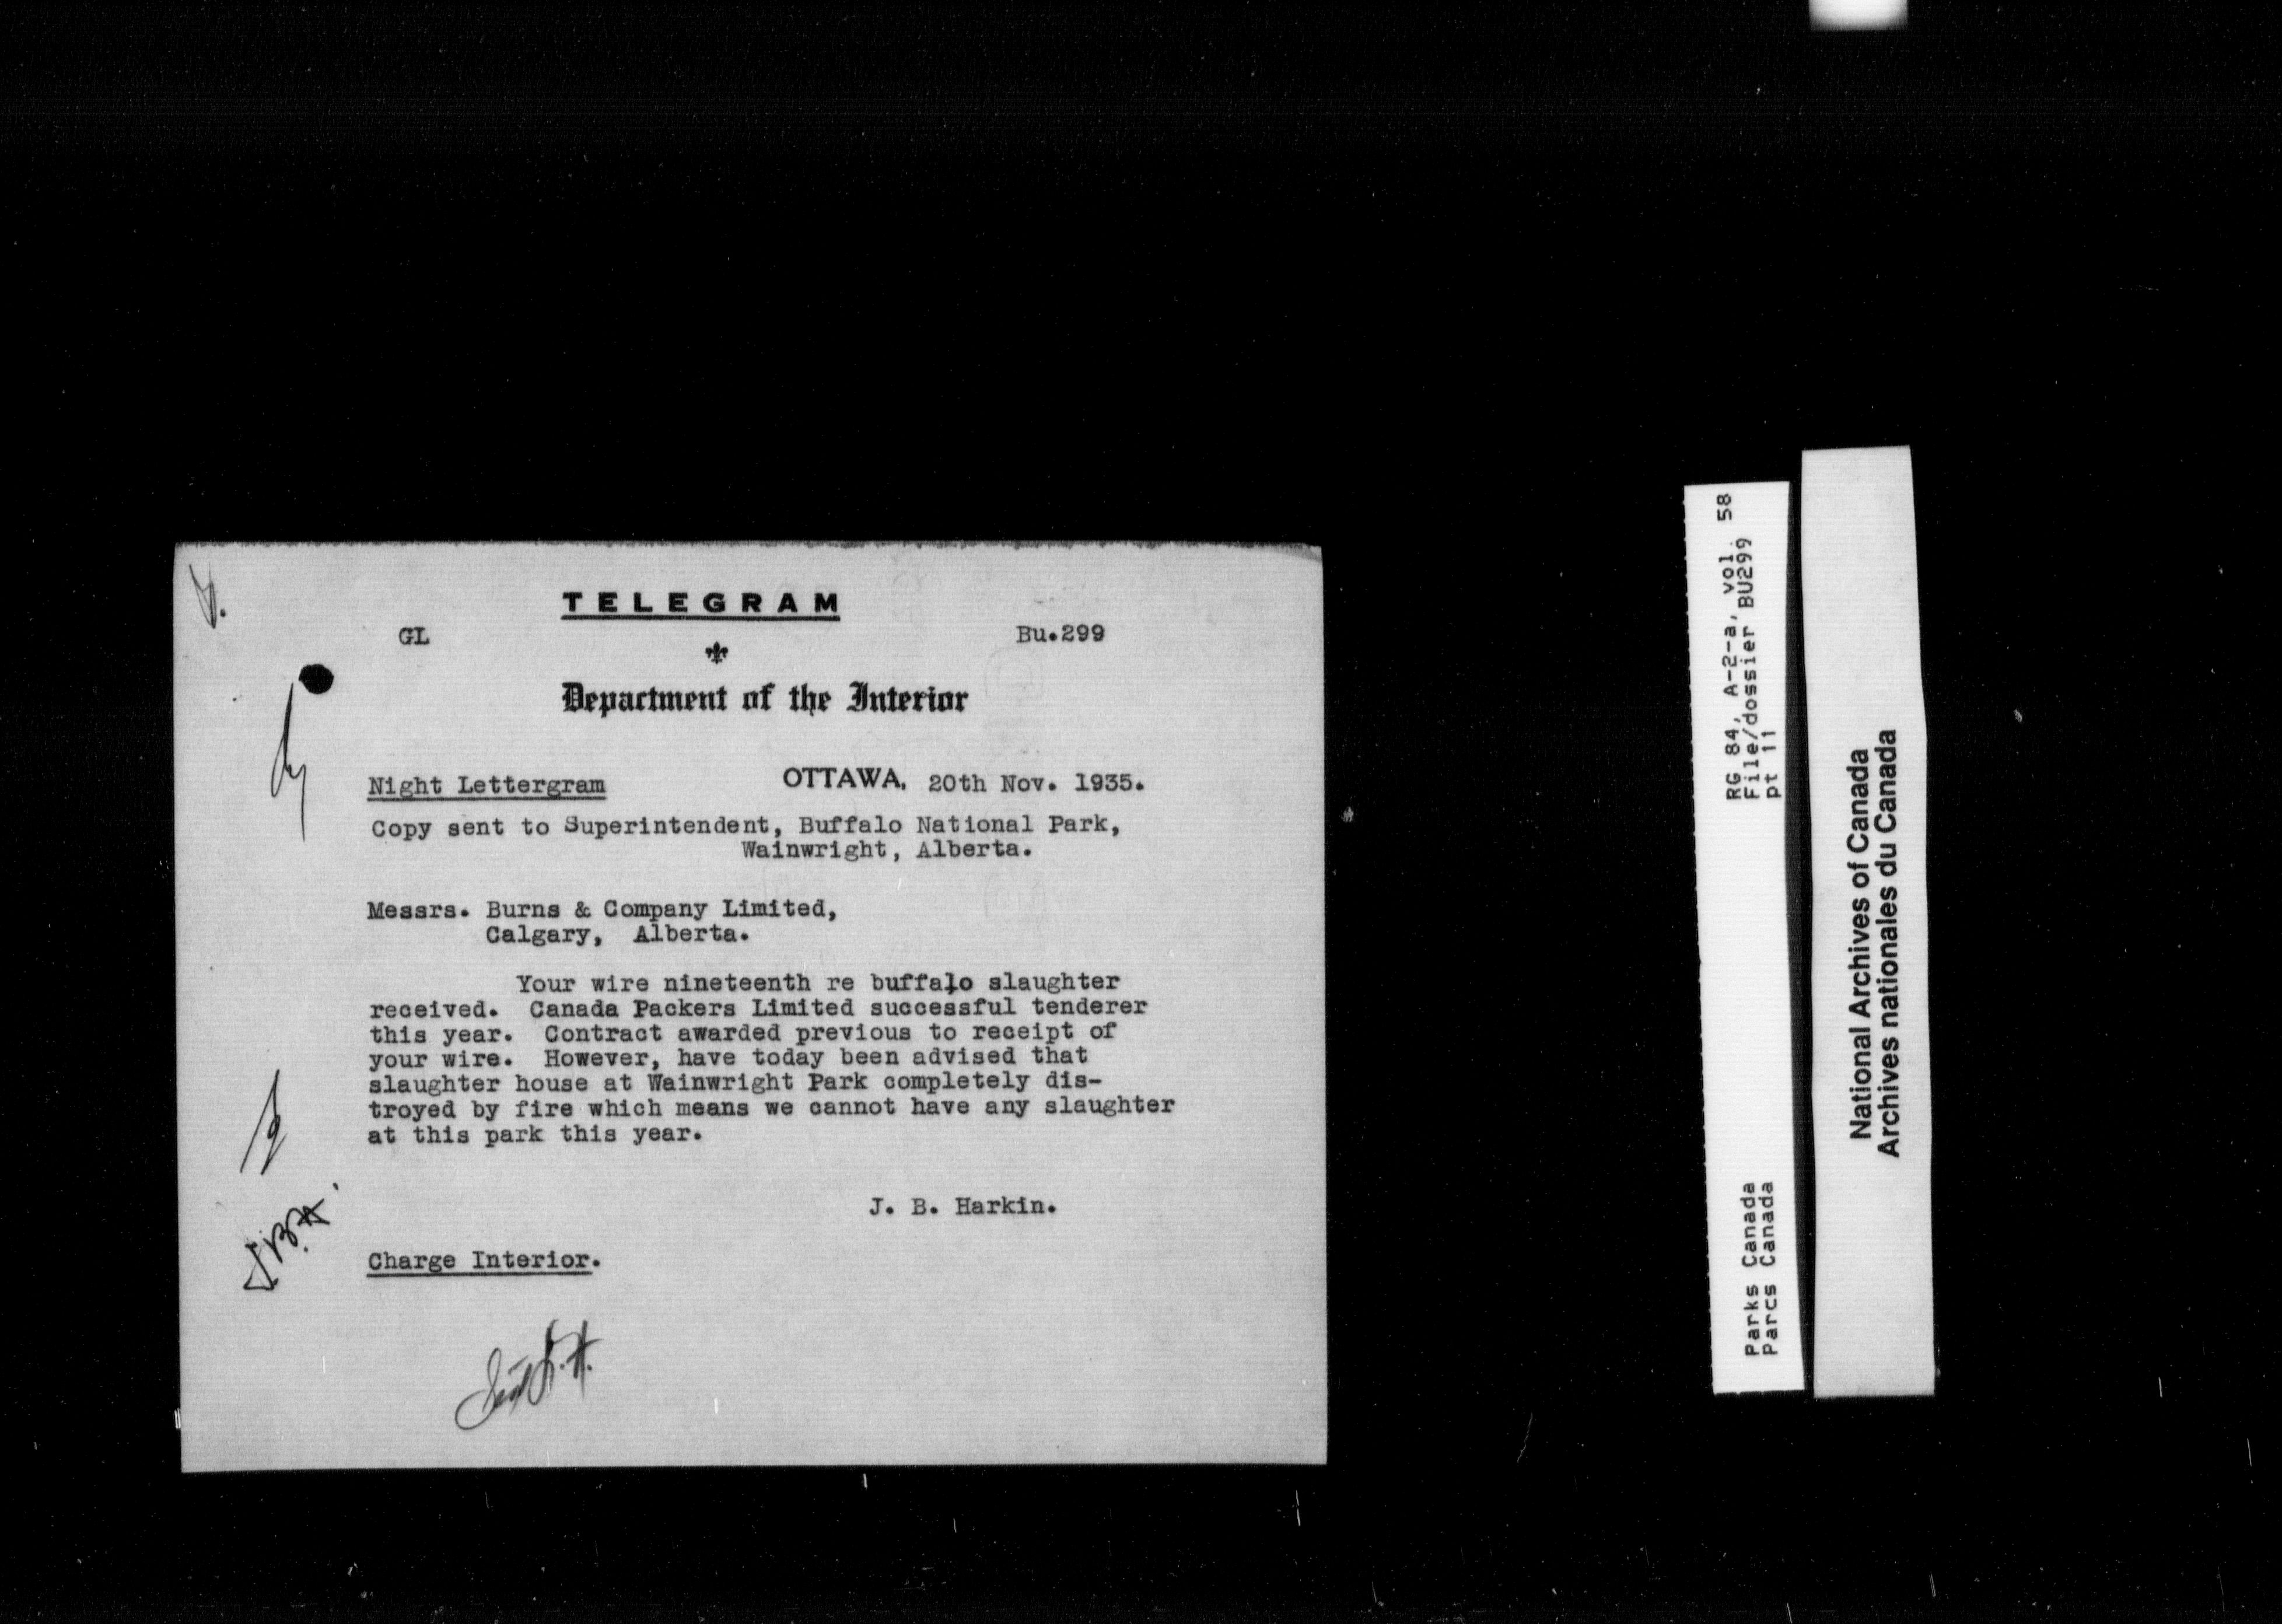 TELEGRAM
GL Bu.299
Department of the Interior
Night Lettergram OTTAWA, 20th Nov. 1935.
Copy sent to Superintendent, Buffalo National Park,
Wainwright, Alberta.
Messrs. Burns & Company Limited,
Calgary, Alberta.
Your wire nineteenth re buffalo slaughter
received. Canada Packers Limited successful tenderer
this year. Contract awarded previous to receipt of
your wire. However, have today been advised that
slaughter house at Wainwright Park completely dis-
troyed by fire which means we cannot have any slaughter
at this park this year.
J. B. Harkin.
J.B.H.
Charge Interior.
RG 84, A-2-a, vol. 58
File/dossier BU299
pt 11
Parks Canada
Parcs Canada
National Archives of Canada
Archives nationales du Canada